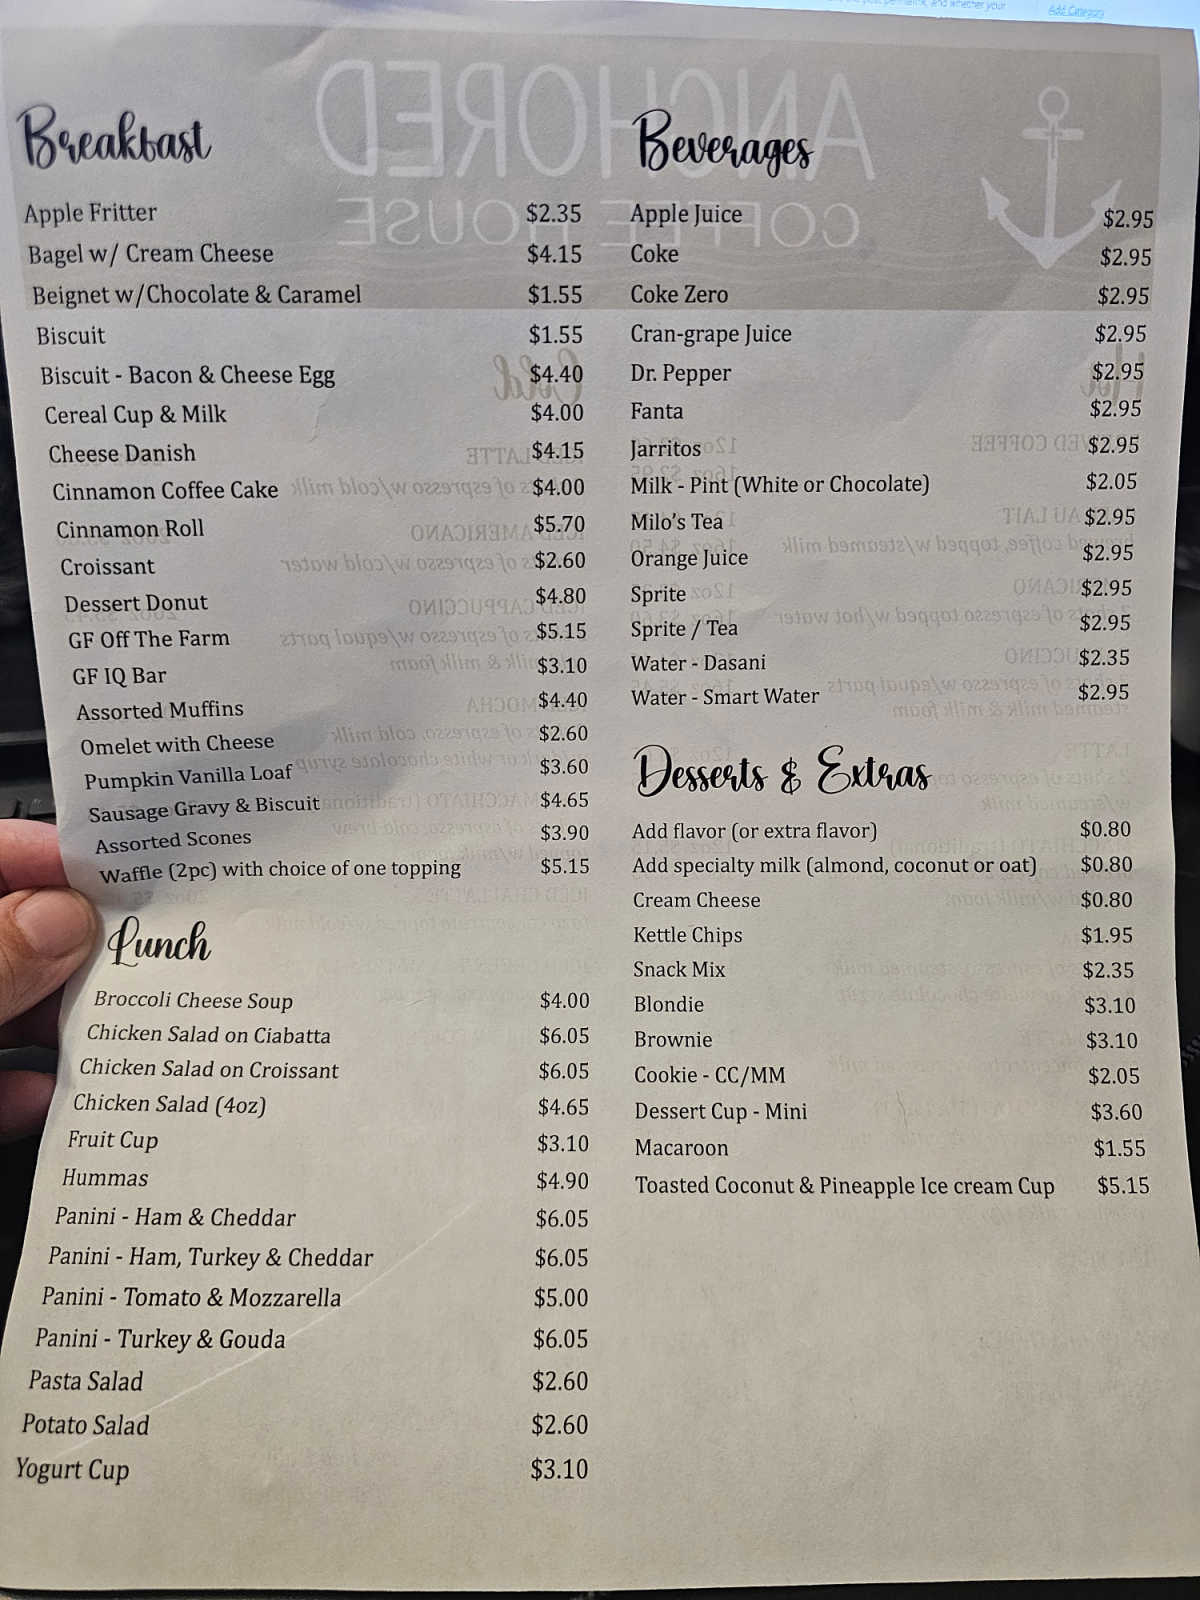 Add Category
ANCHORED
COFFEE HOUSE
Breakfast
Apple Fritter $2.35
Bagel w/ Cream Cheese $4.15
Beignet w/Chocolate & Caramel $1.55
Biscuit $1.55
Biscuit - Bacon & Cheese Egg $4.40
Cereal Cup & Milk $4.00
Cheese Danish $4.15
Cinnamon Coffee Cake $4.00
Cinnamon Roll $5.70
Croissant $2.60
Dessert Donut $4.80
GF Off The Farm $5.15
GF IQ Bar $3.10
Assorted Muffins $4.40
Omelet with Cheese $2.60
Pumpkin Vanilla Loaf $3.60
Sausage Gravy & Biscuit $4.65
Assorted Scones $3.90
Waffle (2pc) with choice of one topping $5.15
Lunch
Broccoli Cheese Soup $4.00
Chicken Salad on Ciabatta $6.05
Chicken Salad on Croissant $6.05
Chicken Salad (4oz) $4.65
Fruit Cup $3.10
Hummas $4.90
Panini - Ham & Cheddar $6.05
Panini - Ham, Turkey & Cheddar $6.05
Panini - Tomato & Mozzarella $5.00
Panini - Turkey & Gouda $6.05
Pasta Salad $2.60
Potato Salad $2.60
Yogurt Cup $3.10
Beverages
Apple Juice $2.95
Coke $2.95
Coke Zero $2.95
Cran-grape Juice $2.95
Dr. Pepper $2.95
Fanta $2.95
Jarritos $2.95
Milk - Pint (White or Chocolate) $2.05
Milo's Tea $2.95
Orange Juice $2.95
Sprite $2.95
Sprite / Tea $2.95
Water - Dasani $2.35
Water - Smart Water $2.95
Desserts & Extras
Add flavor (or extra flavor) $0.80
Add specialty milk (almond, coconut or oat) $0.80
Cream Cheese $0.80
Kettle Chips $1.95
Snack Mix $2.35
Blondie $3.10
Brownie $3.10
Cookie - CC/MM $2.05
Dessert Cup - Mini $3.60
Macaroon $1.55
Toasted Coconut & Pineapple Ice cream Cup $5.15